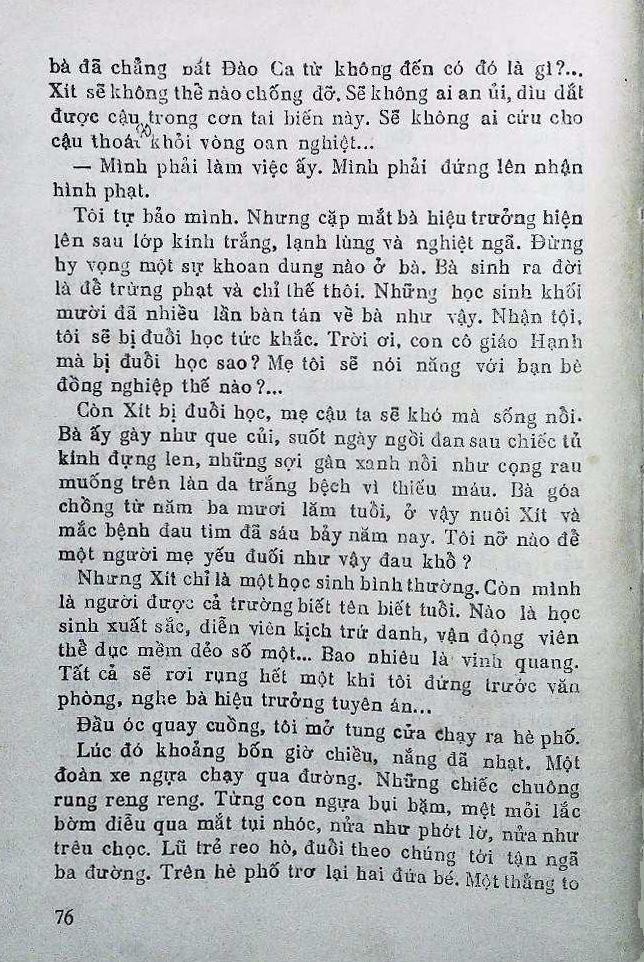 bà đã chẳng bắt Đào Ca từ không đến có đó là gì?...
Xít sẽ không thể nào chống đỡ. Sẽ không ai an ủi, dìu dắt
được cậu trong cơn tai biến này. Sẽ không ai cứu cho
cậu thoát khỏi vòng oan nghiệt...
— Mình phải làm việc ấy. Mình phải đứng lên nhận
hình phạt.
Tôi tự bảo mình. Nhưng cặp mắt bà hiệu trưởng hiện
lên sau lớp kính trắng, lạnh lùng và nghiệt ngã. Đừng
hy vọng một sự khoan dung nào ở bà. Bà sinh ra đời
là để trừng phạt và chỉ thế thôi. Những học sinh khối
mười đã nhiều lần bàn tán về bà như vậy. Nhận tội,
tôi sẽ bị đuổi học tức khắc. Trời ơi, con cô giáo Hạnh
mà bị đuổi học sao? Mẹ tôi sẽ nói năng với bạn bè
đồng nghiệp thế nào?...
Còn Xít bị đuổi học, mẹ cậu ta sẽ khó mà sống nổi.
Bà ấy gày như que củi, suốt ngày ngồi đan sau chiếc tủ
kính đựng len, những sợi gân xanh nổi như cọng rau
muống trên làn da trắng bệch vì thiếu máu. Bà góa
chồng từ năm ba mươi lăm tuổi, ở vậy nuôi Xít và
mắc bệnh đau tim đã sáu bảy năm nay. Tôi nỡ nào để
một người mẹ yếu đuối như vậy đau khổ?
Nhưng Xít chỉ là một học sinh bình thường. Còn mình
là người được cả trường biết tên biết tuổi. Nào là học
sinh xuất sắc, diễn viên kịch trứ danh, vận động viên
thể dục mềm dẻo số một... Bao nhiêu là vinh quang.
Tất cả sẽ rơi rụng hết một khi tôi đứng trước văn
phòng, nghe bà hiệu trưởng tuyên án...
Đầu óc quay cuồng, tôi mở tung cửa chạy ra hè phố.
Lúc đó khoảng bốn giờ chiều, nắng đã nhạt. Một
đoàn xe ngựa chạy qua đường. Những chiếc chuông
rung reng reng. Từng con ngựa bụi bặm, mệt mỏi lắc
bờm diễu qua mắt tụi nhóc, nửa như phớt lờ, nửa như
trêu chọc. Lũ trẻ reo hò, đuổi theo chúng tới tận ngã
ba đường. Trên hè phố trơ lại hai đứa bé. Một thằng to
76